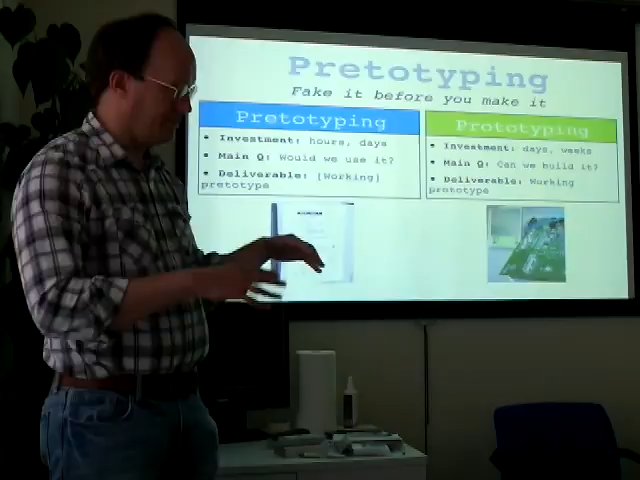 Pretotyping
Fake it before you make it
Pretotyping
• Investment: hours, days
• Main Q: Would we use it?
• Deliverable: [Working]
pretotype
Prototyping
• Investment: days, weeks
• Main Q: Can we build it?
• Deliverable: Working
prototype